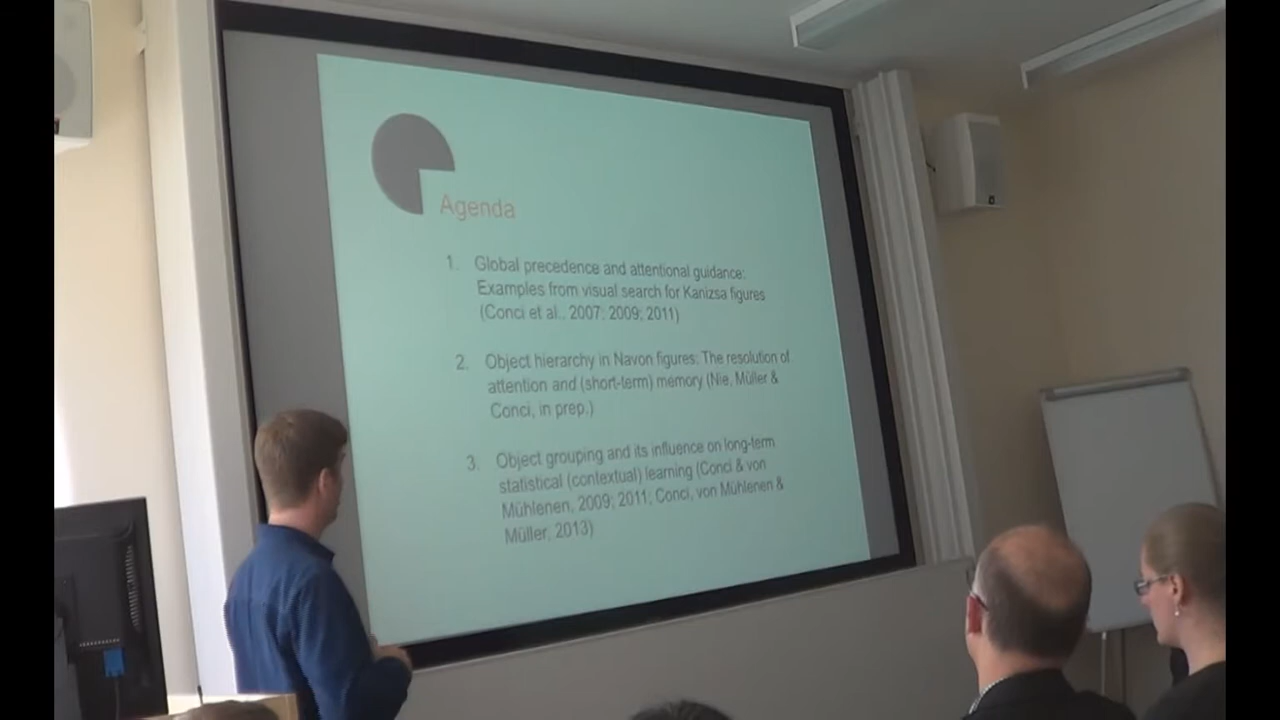 Agenda
1. Global precedence and attentional guidance:
Examples from visual search for Kanizsa figures
(Conci et al., 2007; 2009; 2011)
2. Object hierarchy in Navon figures: The resolution of
attention and (short-term) memory (Nie, Müller &
Conci, in prep.)
3. Object grouping and its influence on long-term
statistical (contextual) learning (Conci & von
Mühlenen, 2009; 2011; Conci, von Mühlenen &
Müller, 2013)